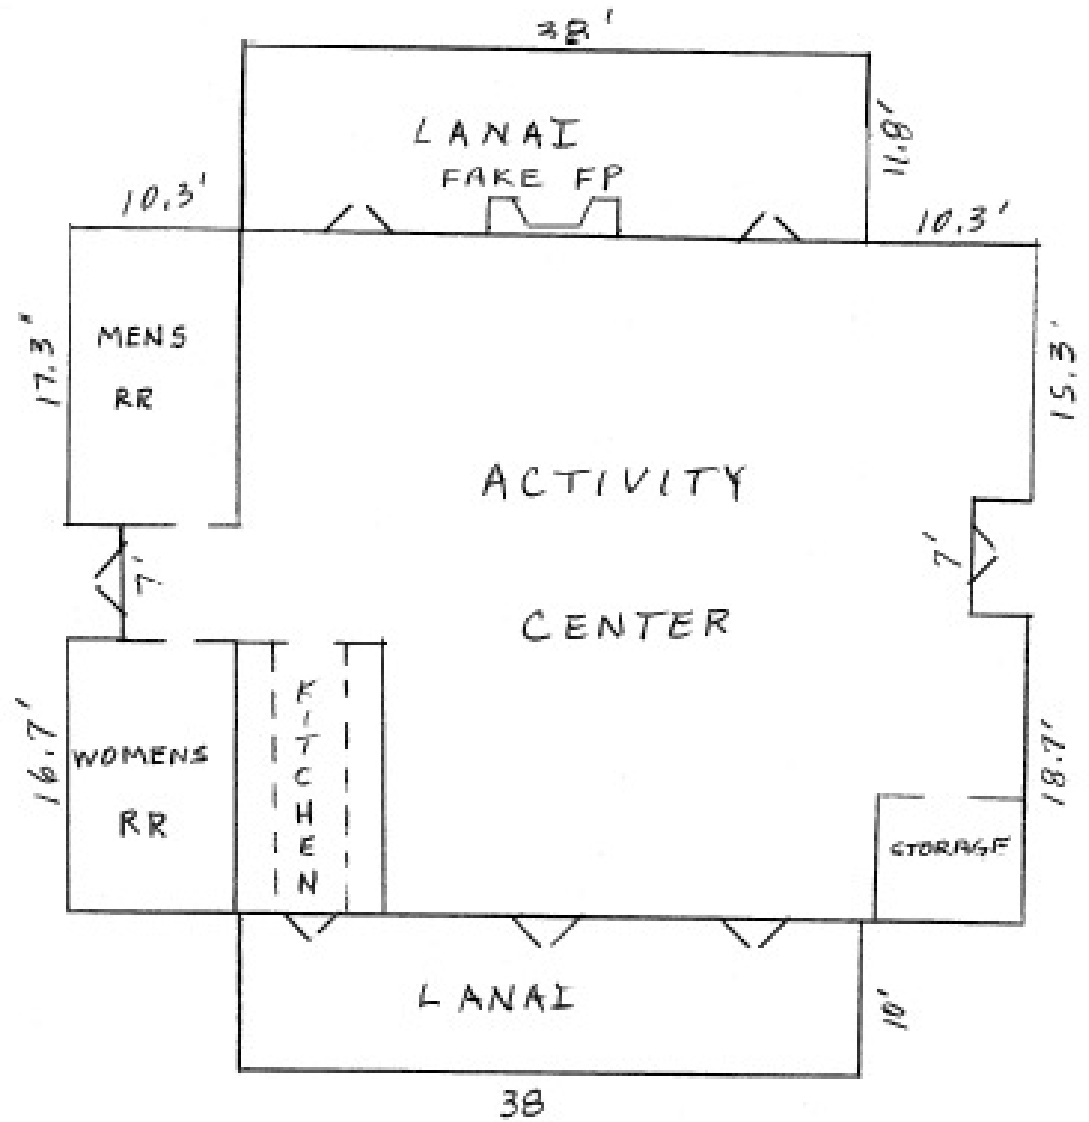 38'
LANAI
11.8'
FAKE FP
10.3'
10.3'
MENS
RR
17.3"
15.3'
ACTIVITY
7'
7'
CENTER
KITCHEN
16.7'
WOMENS
RR
18.7'
STORAGE
LANAI
10'
38